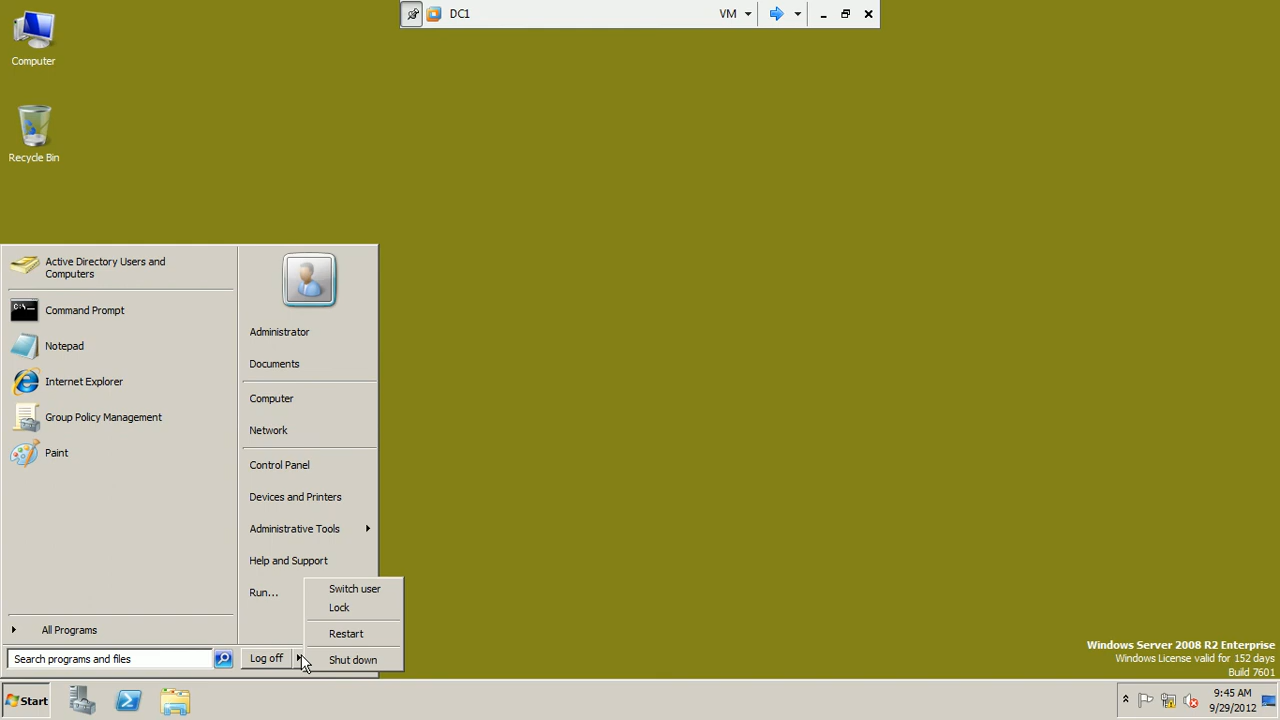 DC1
VM
Computer
Recycle Bin
Active Directory Users and
Computers
Command Prompt
Notepad
Internet Explorer
Group Policy Management
Paint
All Programs
Search programs and files
Administrator
Documents
Computer
Network
Control Panel
Devices and Printers
Administrative Tools
Help and Support
Run...
Log off
Switch user
Lock
Restart
Shut down
Windows Server 2008 R2 Enterprise
Windows License valid for 152 days
Build 7601
Start
9:45 AM
9/29/2012